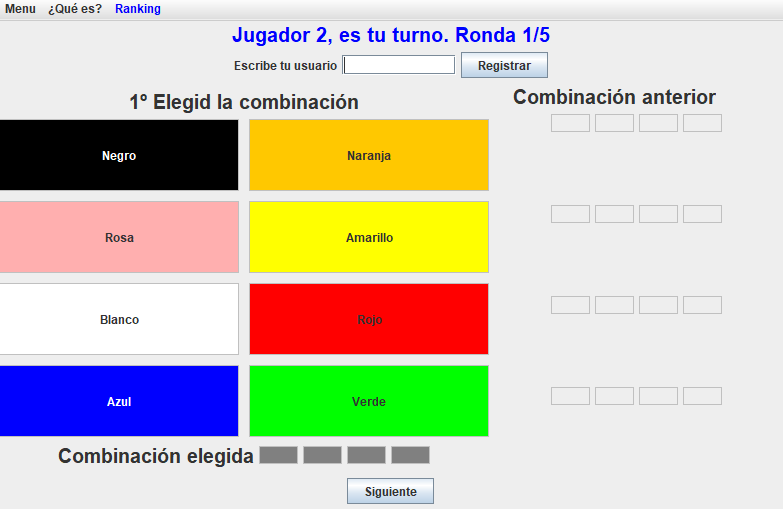 Menu ¿Qué es? Ranking
Jugador 2, es tu turno. Ronda 1/5
Escribe tu usuario Registrar
1º Elegid la combinación
Combinación anterior
Negro Naranja
Rosa Amarillo
Blanco Rojo
Azul Verde
Combinación elegida
Siguiente